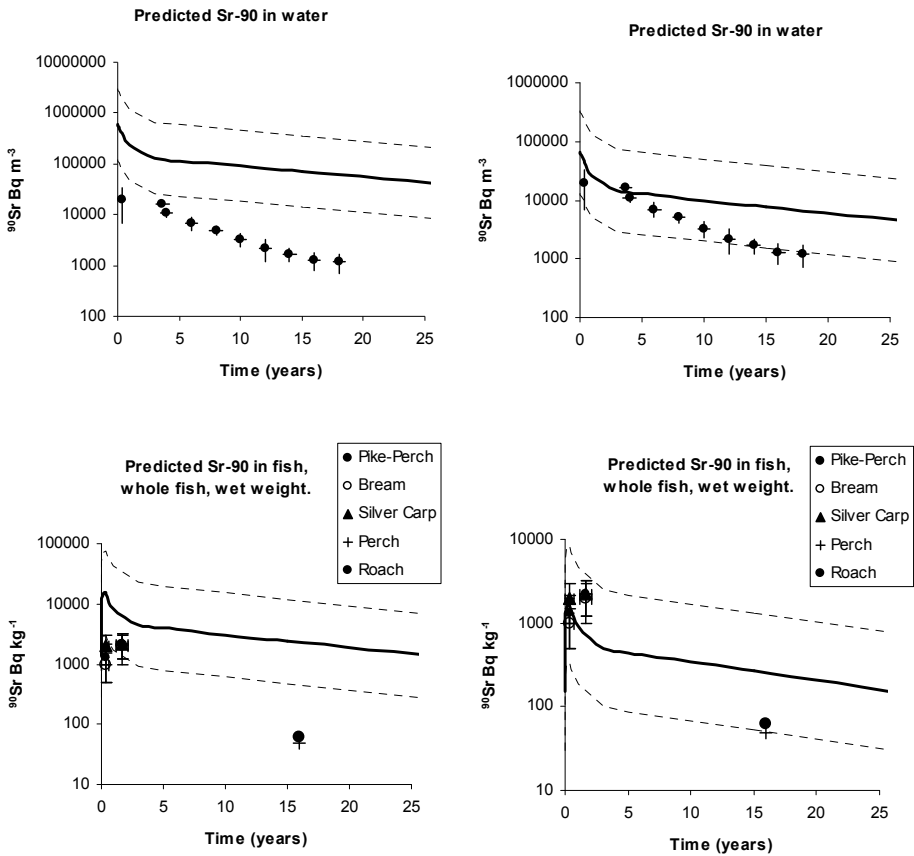 Predicted Sr-90 in water
10000000
1000000
100000
10000
1000
100
⁹⁰Sr Bq m⁻³
0 5 10 15 20 25
Time (years)
Predicted Sr-90 in water
1000000
100000
10000
1000
100
⁹⁰Sr Bq m⁻³
0 5 10 15 20 25
Time (years)
Predicted Sr-90 in fish,
whole fish, wet weight.
Pike-Perch
Bream
Silver Carp
Perch
Roach
100000
10000
1000
100
10
⁹⁰Sr Bq kg⁻¹
0 5 10 15 20 25
Time (years)
Predicted Sr-90 in fish,
whole fish, wet weight.
Pike-Perch
Bream
Silver Carp
Perch
Roach
10000
1000
100
10
⁹⁰Sr Bq kg⁻¹
0 5 10 15 20 25
Time (years)